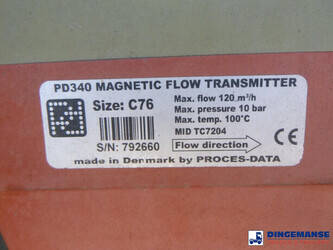 PD340 MAGNETIC FLOW TRANSMITTER
Size: C76
S/N: 792660
Max. flow 120 m³/h
Max. pressure 10 bar
Max. temp. 100°C
MID TC7204
Flow direction
CE
made in Denmark by PROCES-DATA
DINGEMANSE